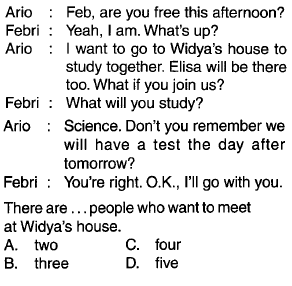 Ario : Feb, are you free this afternoon?
Febri : Yeah, I am. What's up?
Ario : I want to go to Widya's house to
study together. Elisa will be there
too. What if you join us?
Febri : What will you study?
Ario : Science. Don't you remember we
will have a test the day after
tomorrow?
Febri : You're right. O.K., I'll go with you.
There are ... people who want to meet
at Widya's house.
A. two C. four
B. three D. five